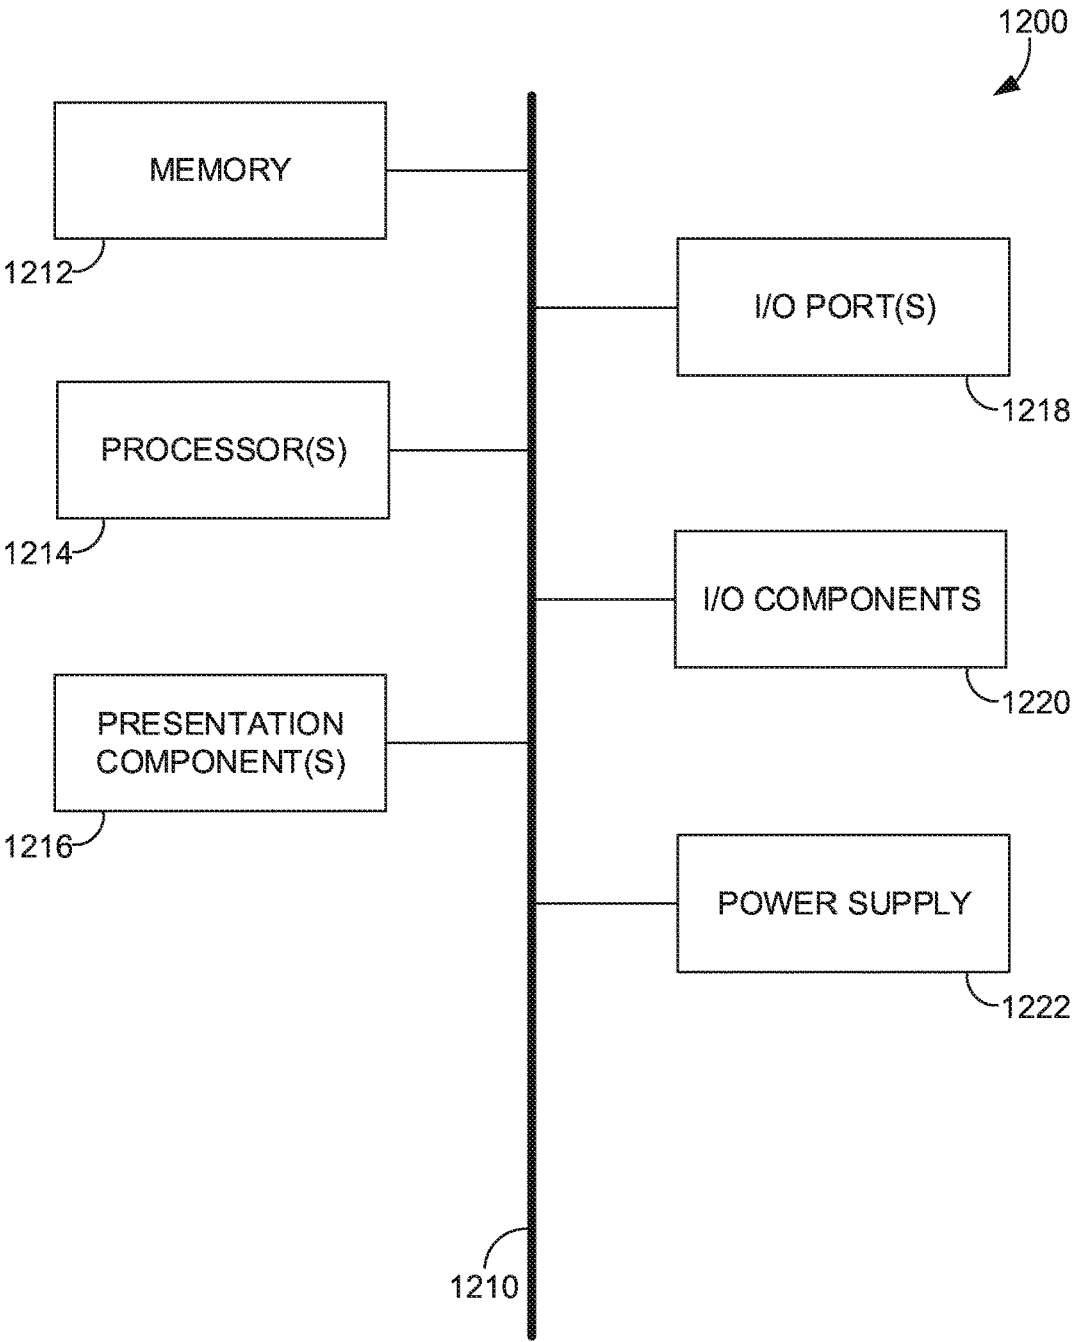 1200
MEMORY
1212
I/O PORT(S)
1218
PROCESSOR(S)
1214
I/O COMPONENTS
1220
PRESENTATION
COMPONENT(S)
1216
POWER SUPPLY
1222
1210